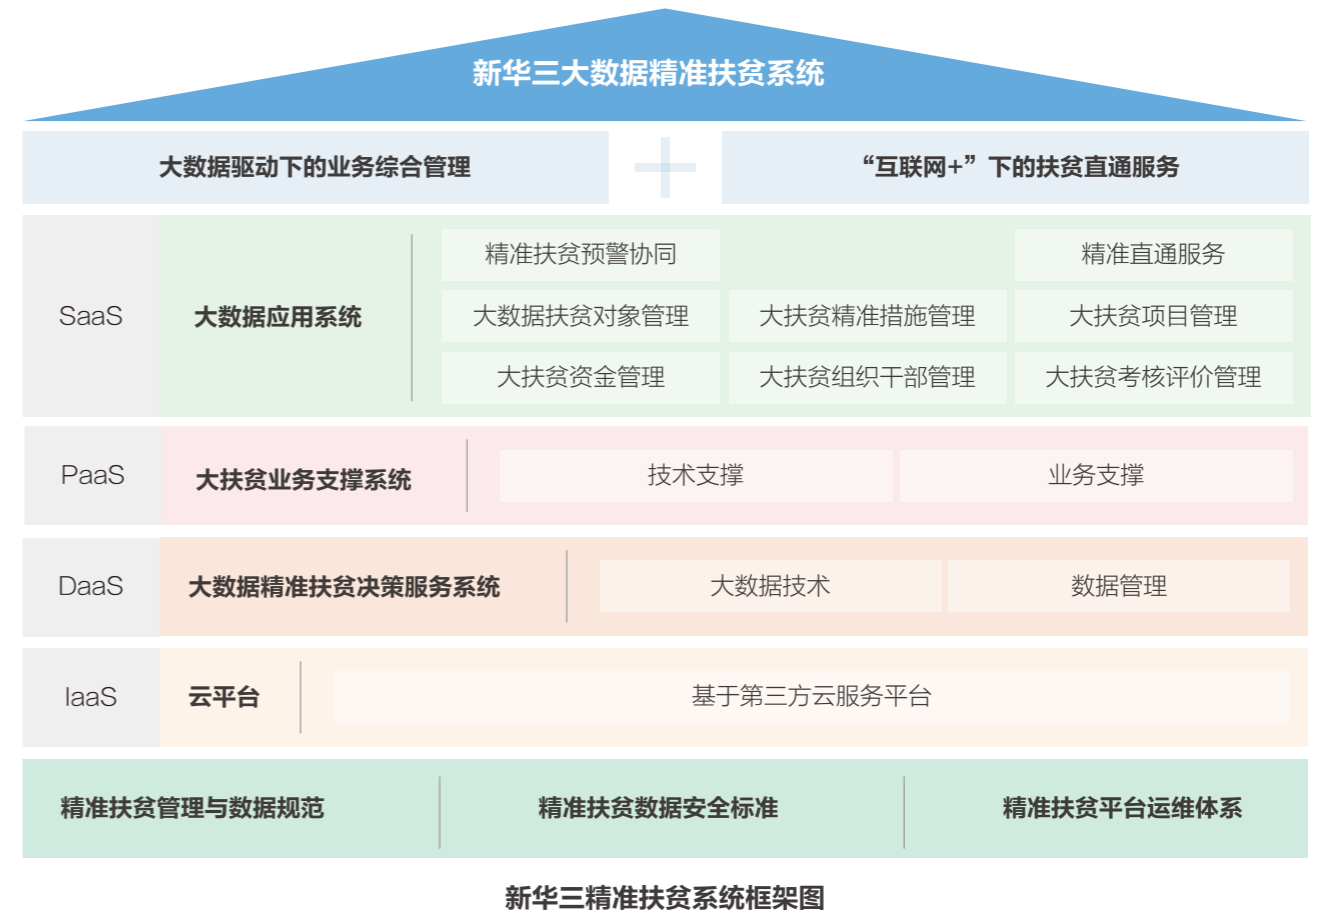 新华三大数据精准扶贫系统
大数据驱动下的业务综合管理
“互联网+”下的扶贫直通服务
SaaS
大数据应用系统
精准扶贫预警协同
精准直通服务
大数据扶贫对象管理
大扶贫精准措施管理
大扶贫项目管理
大扶贫资金管理
大扶贫组织干部管理
大扶贫考核评价管理
PaaS
大扶贫业务支撑系统
技术支撑
业务支撑
DaaS
大数据精准扶贫决策服务系统
大数据技术
数据管理
IaaS
云平台
基于第三方云服务平台
精准扶贫管理与数据规范
精准扶贫数据安全标准
精准扶贫平台运维体系
新华三精准扶贫系统框架图